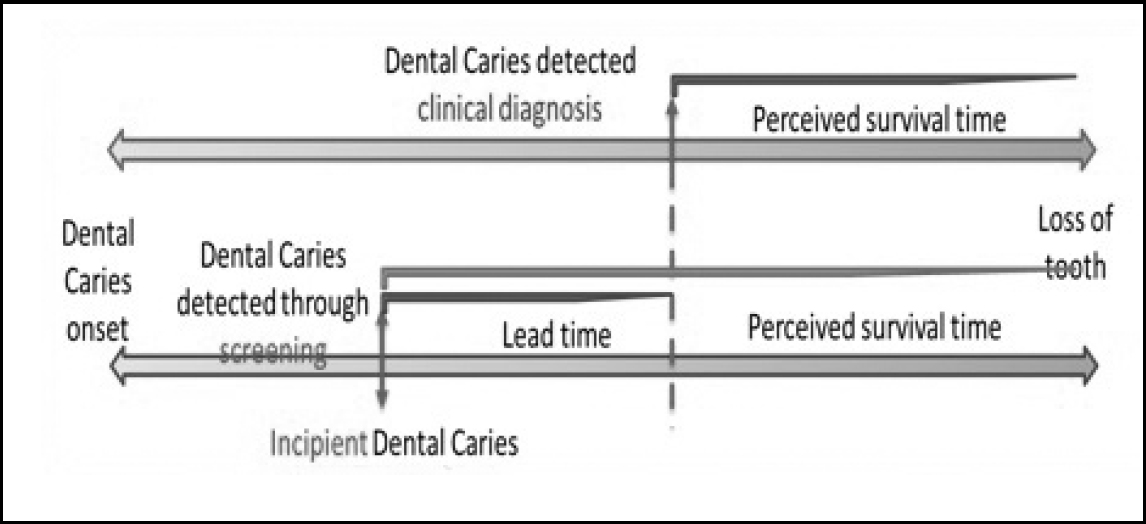 Dental Caries detected
clinical diagnosis
Perceived survival time
Dental
Caries
onset
Dental Caries
detected through
screening
Loss of
tooth
Lead time
Perceived survival time
Incipient Dental Caries